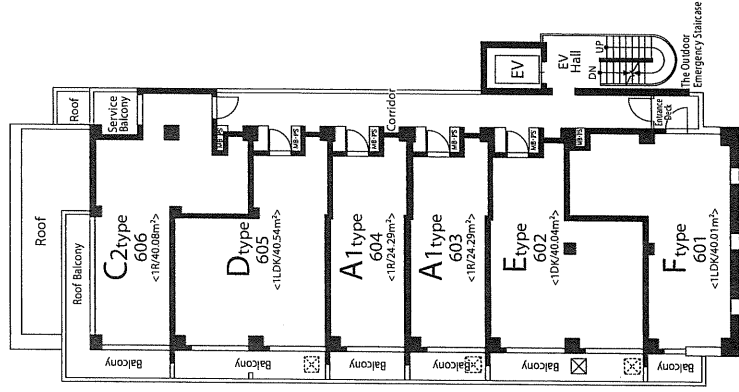 Roof
Roof
Service
Balcony
Roof Balcony
C2type
606
<1R/40.08m²>
Balcony
MB・PS
Dtype
605
<1LDK/40.54m²>
Balcony
MB・PS
A1type
604
<1R/24.29m²>
Balcony
MB・PS
Corridor
A1type
603
<1R/24.29m²>
Balcony
MB・PS
Etype
602
<1DK/40.04m²>
Balcony
MB・PS
Ftype
601
<1LDK/40.01m²>
Balcony
MB・PS
EV
EV
Hall
UP
DN
The Outdoor
Emergency Staircase
Entrance
Deck